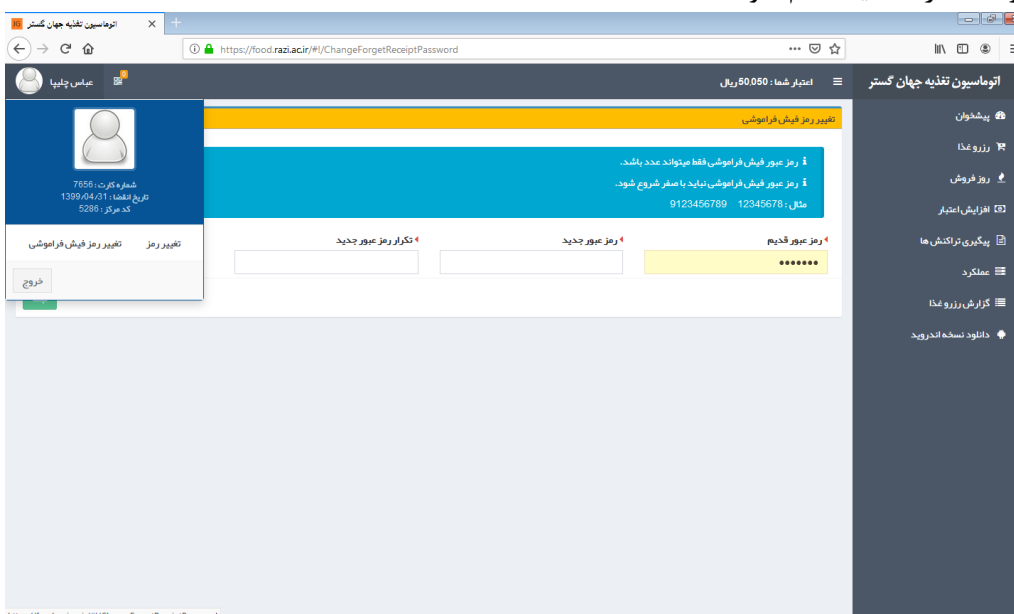 اتوماسیون تغذیه جهان گستر
https://food.razi.ac.ir/#!/ChangeForgetReceiptPassword
اتوماسیون تغذیه جهان گستر
اعتبار شما : 50,050 ریال
عباس چلیپا
0
پیشخوان
رزرو غذا
روز فروش
افزایش اعتبار
پیگیری تراکنش ها
عملکرد
گزارش رزرو غذا
دانلود نسخه اندروید
تغییر رمز فیش فراموشی
رمز عبور فیش فراموشی فقط میتواند عدد باشد.
رمز عبور فیش فراموشی نباید با صفر شروع شود.
مثال : 12345678 9123456789
رمز عبور قدیم
رمز عبور جدید
تکرار رمز عبور جدید
شماره کارت : 7656
تاریخ انقضا : 1399/04/31
کد مرکز : 5286
تغییر رمز تغییر رمز فیش فراموشی
خروج